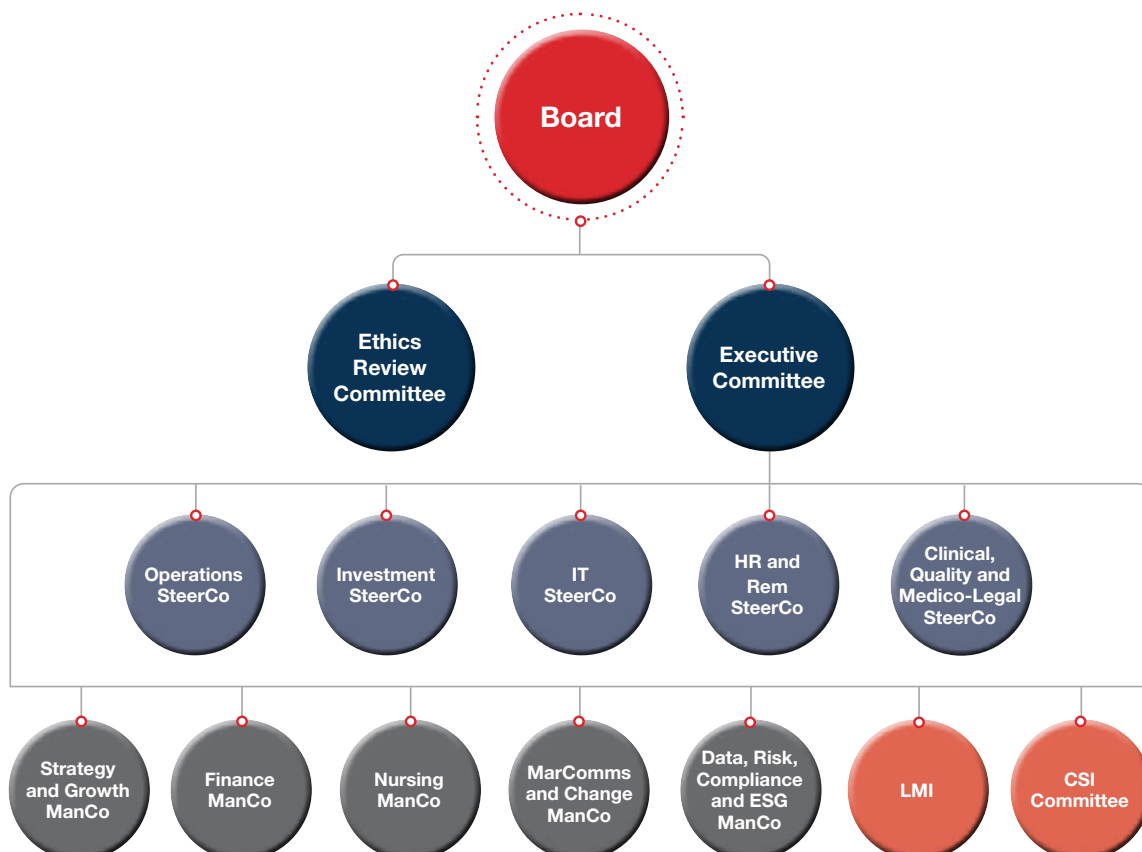 Board
Ethics
Review
Committee
Executive
Committee
Operations
SteerCo
Investment
SteerCo
IT
SteerCo
HR and
Rem
SteerCo
Clinical,
Quality and
Medico-Legal
SteerCo
Strategy
and Growth
ManCo
Finance
ManCo
Nursing
ManCo
MarComms
and Change
ManCo
Data, Risk,
Compliance
and ESG
ManCo
LMI
CSI
Committee